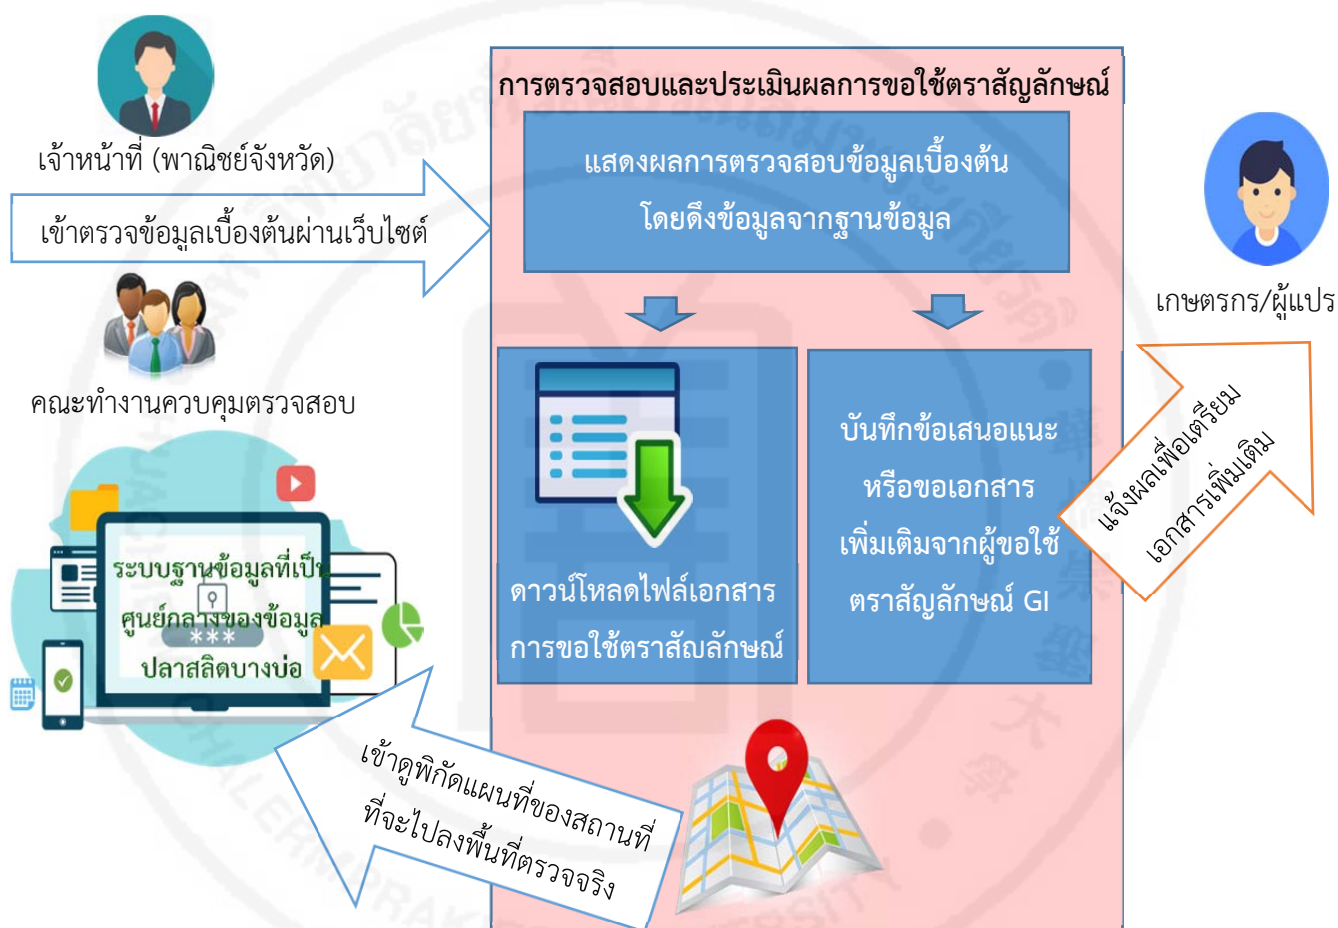 การตรวจสอบและประเมินผลการขอใช้ตราสัญลักษณ์
เจ้าหน้าที่ (พาณิชย์จังหวัด)
เข้าตรวจข้อมูลเบื้องต้นผ่านเว็บไซต์
คณะทำงานควบคุมตรวจสอบ
แสดงผลการตรวจสอบข้อมูลเบื้องต้น
โดยดึงข้อมูลจากฐานข้อมูล
เกษตรกร/ผู้แปร
ดาวน์โหลดไฟล์เอกสาร
การขอใช้ตราสัญลักษณ์
บันทึกข้อเสนอแนะ
หรือขอเอกสาร
เพิ่มเติมจากผู้ขอใช้
ตราสัญลักษณ์ GI
แจ้งผลเพื่อเตรียม
เอกสารเพิ่มเติม
ระบบฐานข้อมูลที่เป็น
ศูนย์กลางของข้อมูล
***
ปลาสลิดบางบ่อ
เข้าดูพิกัดแผนที่ของสถานที่
ที่จะไปลงพื้นที่ตรวจจริง